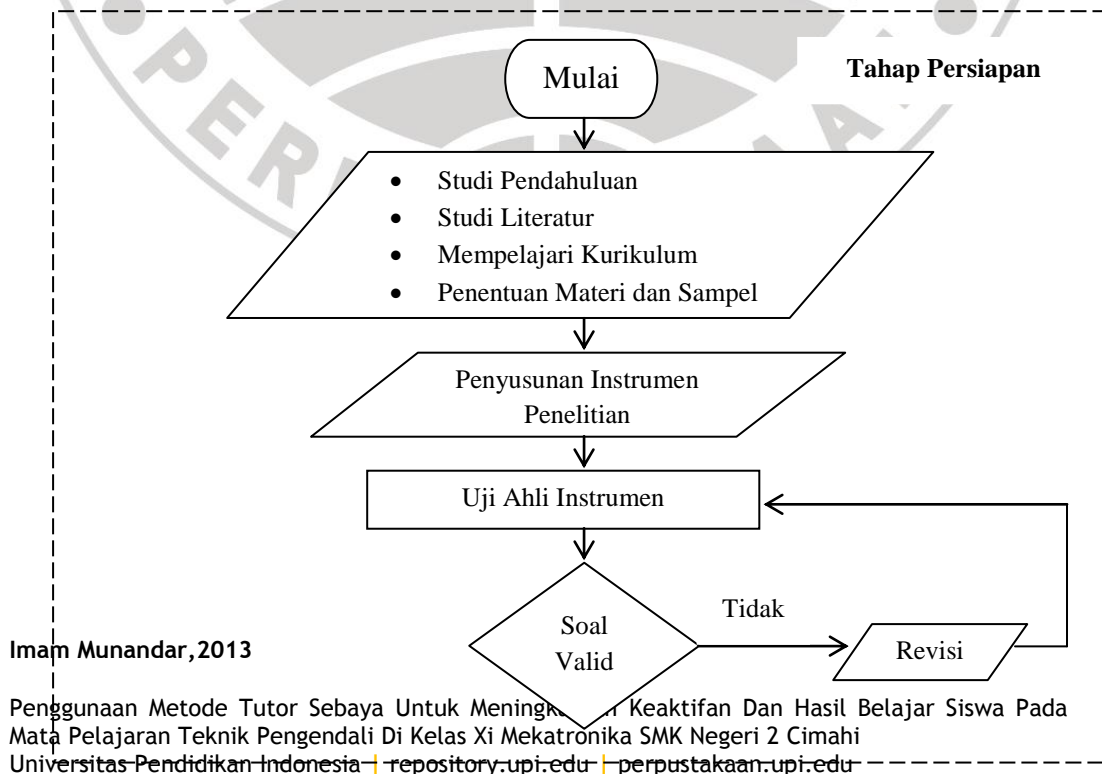 Tahap Persiapan
Mulai
• Studi Pendahuluan
• Studi Literatur
• Mempelajari Kurikulum
• Penentuan Materi dan Sampel
Penyusunan Instrumen
Penelitian
Uji Ahli Instrumen
Soal
Valid
Tidak
Revisi
Imam Munandar,2013
Penggunaan Metode Tutor Sebaya Untuk Keaktifan Dan Hasil Belajar Siswa Pada
Mata Pelajaran Teknik Pengendali Di Kelas Xi Mekatronika SMK Negeri 2 Cimahi
Universitas Pendidikan Indonesia | repository.upi.edu | perpustakaan.upi.edu